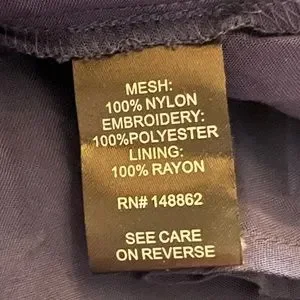 MESH:
100% NYLON
EMBROIDERY:
100%POLYESTER
LINING:
100% RAYON
RN# 148862
SEE CARE
ON REVERSE